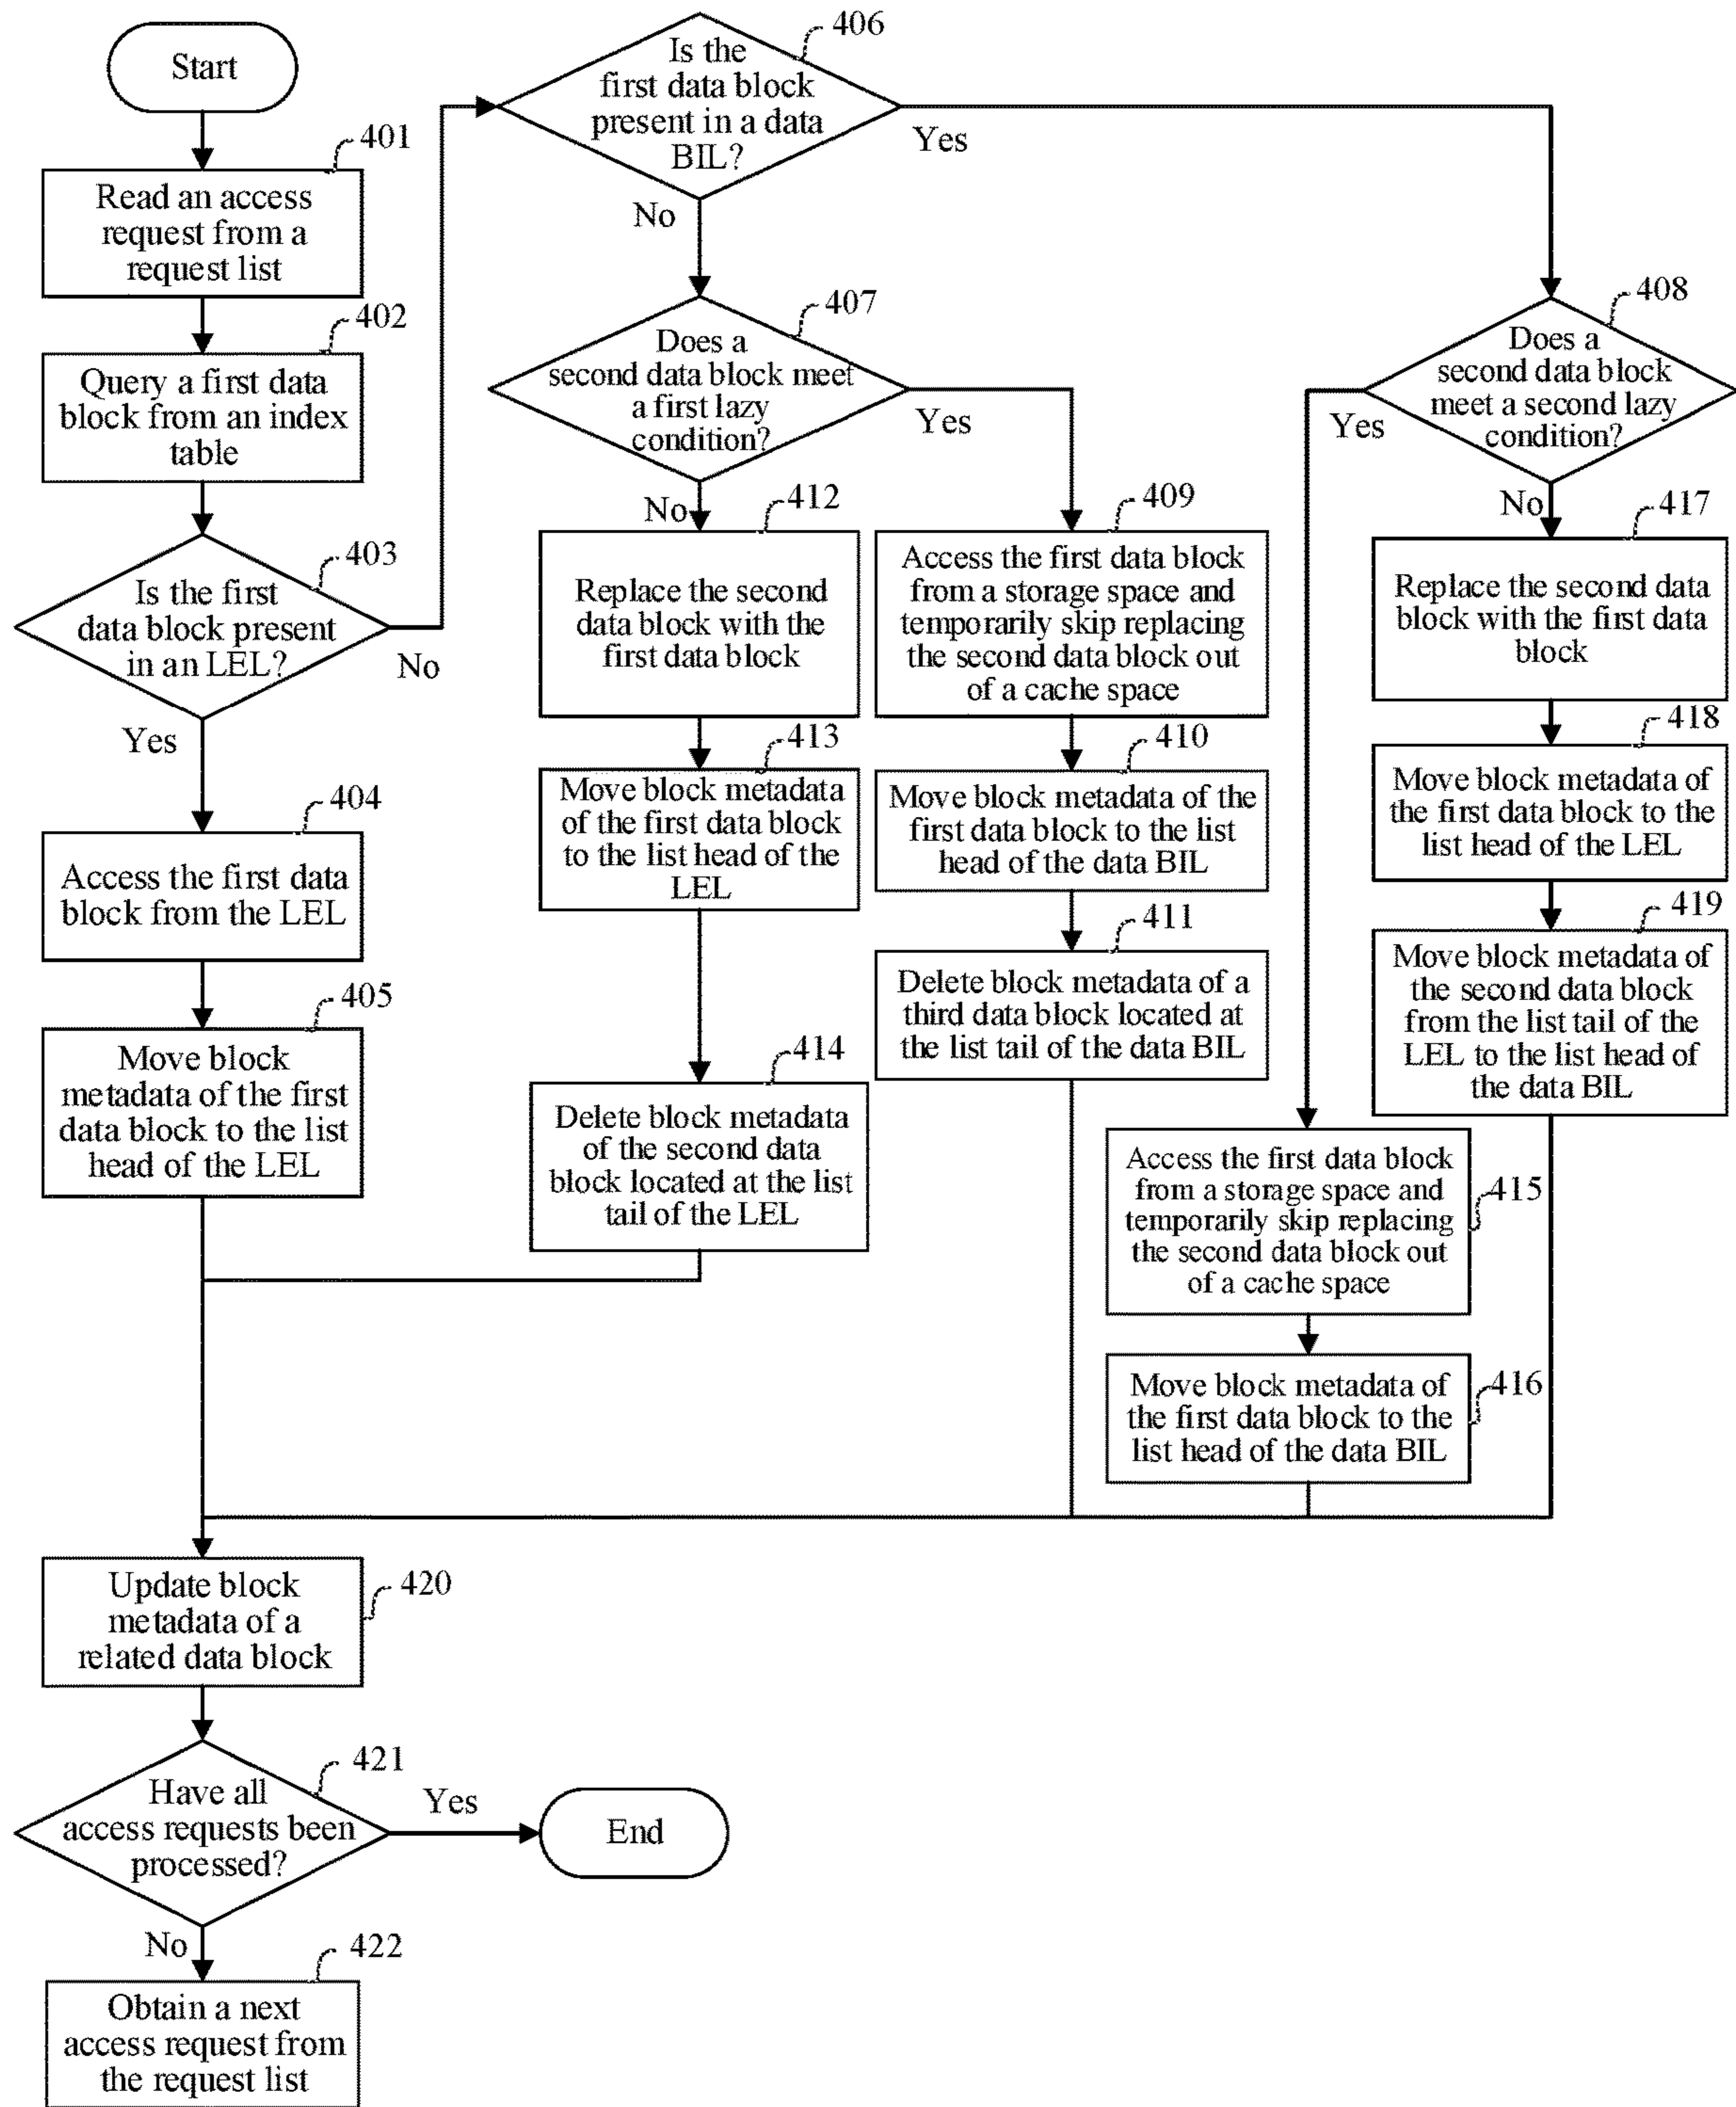 Start
401
Read an access
request from a
request list
402
Query a first data
block from an index
table
403
Is the first
data block present
in an LEL?
No
Yes
404
Access the first data
block from the LEL
405
Move block
metadata of the first
data block to the list
head of the LEL
406
Is the
first data block
present in a data
BIL?
Yes
No
407
Does a
second data block meet
a first lazy
condition?
Yes
No
408
Does a
second data block
meet a second lazy
condition?
Yes
No
412
Replace the second
data block with the
first data block
413
Move block metadata
of the first data block
to the list head of the
LEL
414
Delete block metadata
of the second data
block located at the list
tail of the LEL
409
Access the first data block
from a storage space and
temporarily skip replacing
the second data block out
of a cache space
410
Move block metadata of the
first data block to the list
head of the data BIL
411
Delete block metadata of a
third data block located at
the list tail of the data BIL
417
Replace the second data
block with the first data
block
418
Move block metadata of
the first data block to the
list head of the LEL
419
Move block metadata of
the second data block
from the list tail of the
LEL to the list head of
the data BIL
415
Access the first data block
from a storage space and
temporarily skip replacing
the second data block out
of a cache space
416
Move block metadata of
the first data block to the
list head of the data BIL
420
Update block
metadata of a
related data block
421
Have all
access requests been
processed?
Yes
End
No
422
Obtain a next
access request from
the request list